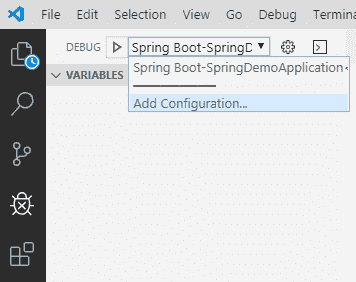 File Edit Selection View Go Debug Termina
DEBUG Spring Boot-SpringD
Spring Boot-SpringDemoApplication<
Add Configuration...
VARIABLES